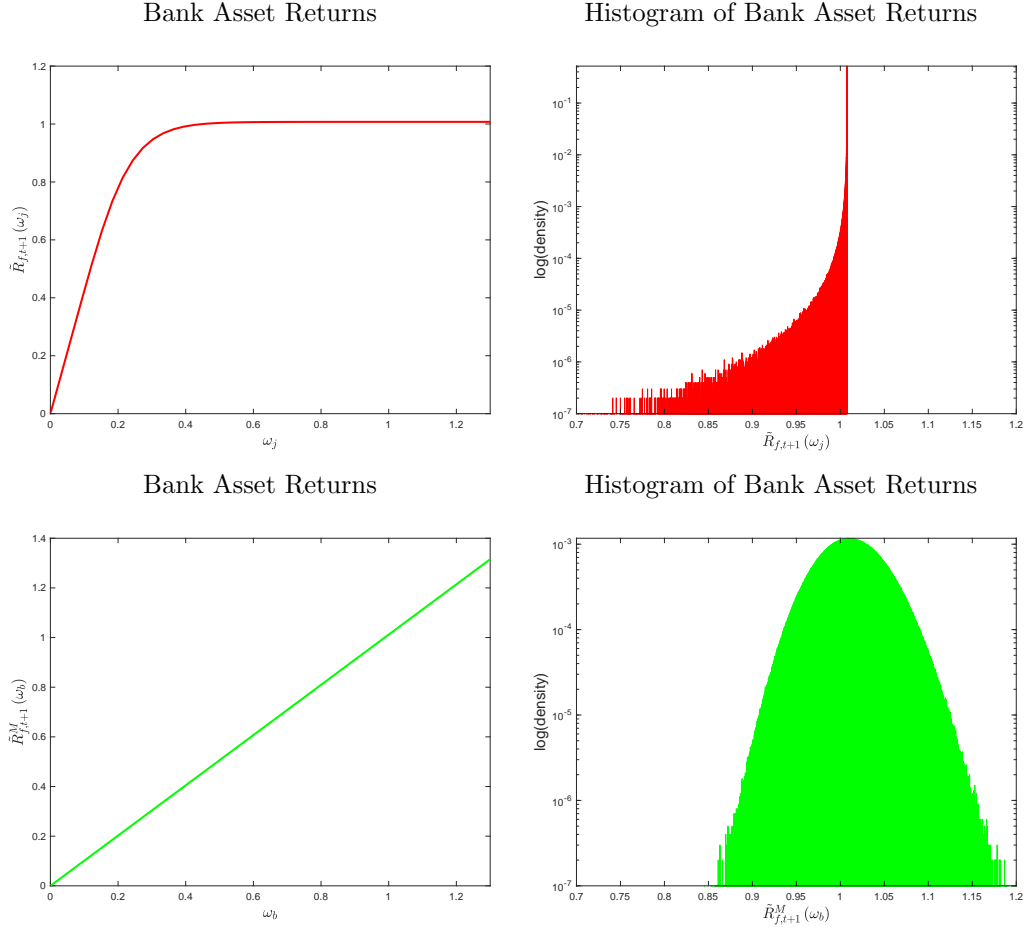 Bank Asset Returns
Histogram of Bank Asset Returns
1.2
1
0.8
0.6
0.4
0.2
0
0 0.2 0.4 0.6 0.8 1 1.2
R̃_{f,t+1}(ω_j)
ω_j
10^{-1}
10^{-2}
10^{-3}
10^{-4}
10^{-5}
10^{-6}
10^{-7}
0.7 0.75 0.8 0.85 0.9 0.95 1 1.05 1.1 1.15 1.2
log(density)
R̃_{f,t+1}(ω_j)
Bank Asset Returns
Histogram of Bank Asset Returns
1.4
1.2
1
0.8
0.6
0.4
0.2
0
0 0.2 0.4 0.6 0.8 1 1.2
R̃^M_{f,t+1}(ω_b)
ω_b
10^{-3}
10^{-4}
10^{-5}
10^{-6}
10^{-7}
0.7 0.75 0.8 0.85 0.9 0.95 1 1.05 1.1 1.15 1.2
log(density)
R̃^M_{f,t+1}(ω_b)